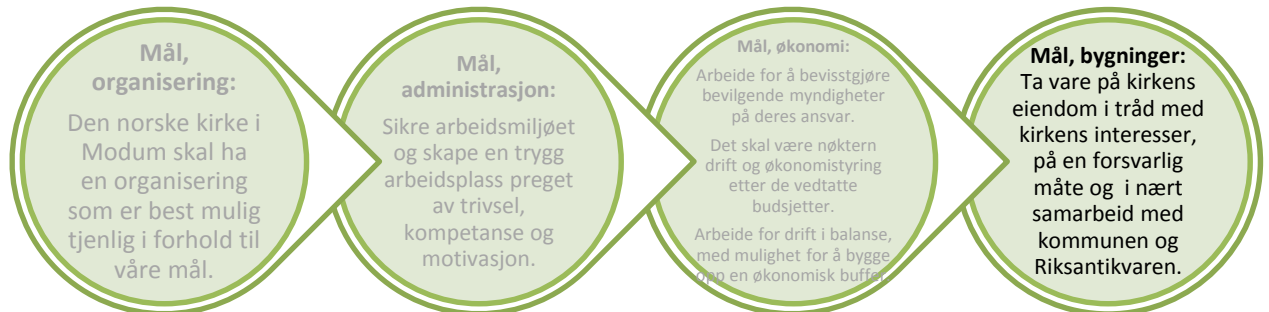 Mål,
organisering:
Den norske kirke i
Modum skal ha
en organisering
som er best mulig
tjenlig i forhold til
våre mål.
Mål,
administrasjon:
Sikre arbeidsmiljøet
og skape en trygg
arbeidsplass preget
av trivsel,
kompetanse og
motivasjon.
Mål, økonomi:
Arbeide for å bevisstgjøre
bevilgende myndigheter
på deres ansvar.
Det skal være nøktern
drift og økonomistyring
etter de vedtatte
budsjetter.
Arbeide for drift i balanse,
med mulighet for å bygge
opp en økonomisk buffer.
Mål, bygninger:
Ta vare på kirkens
eiendom i tråd med
kirkens interesser,
på en forsvarlig
måte og i nært
samarbeid med
kommunen og
Riksantikvaren.